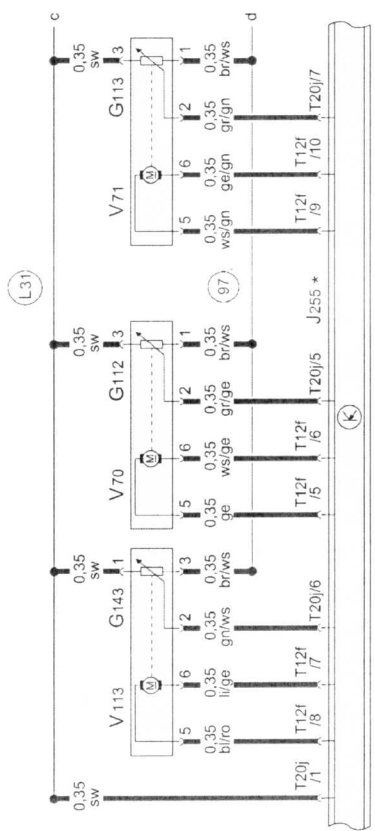 L31
c
0,35 sw
0,35 sw
0,35 sw
0,35 sw
V113
G143
1
V70
G112
3
V71
G113
3
5
6
2
3
5
6
2
1
5
6
2
1
0,35 bl/ro
0,35 li/ge
0,35 gn/ws
0,35 br/ws
0,35 ge
0,35 ws/ge
0,35 gr/ge
0,35 br/ws
0,35 ws/gn
0,35 ge/gn
0,35 gr/gn
0,35 br/ws
97
d
T20j /1
T12f /8
T12f /7
T20j/6
T12f /5
T12f /6
T20j/5
J255 *
T12f /9
T12f /10
T20j/7
M
M
M
K